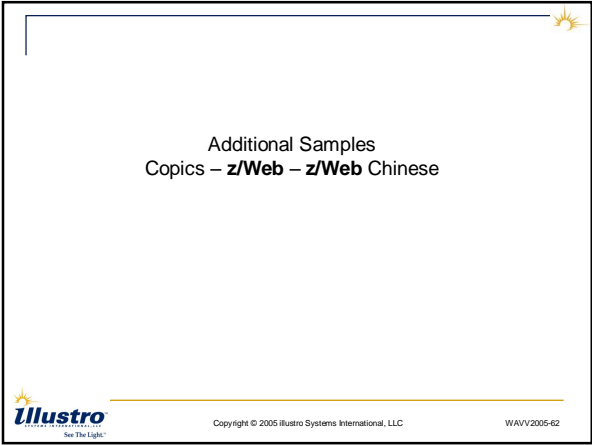 Additional Samples
Copics – z/Web – z/Web Chinese
illustro
SYSTEMS INTERNATIONAL, LLC
See The Light.™
Copyright © 2005 illustro Systems International, LLC
WAVV2005-62